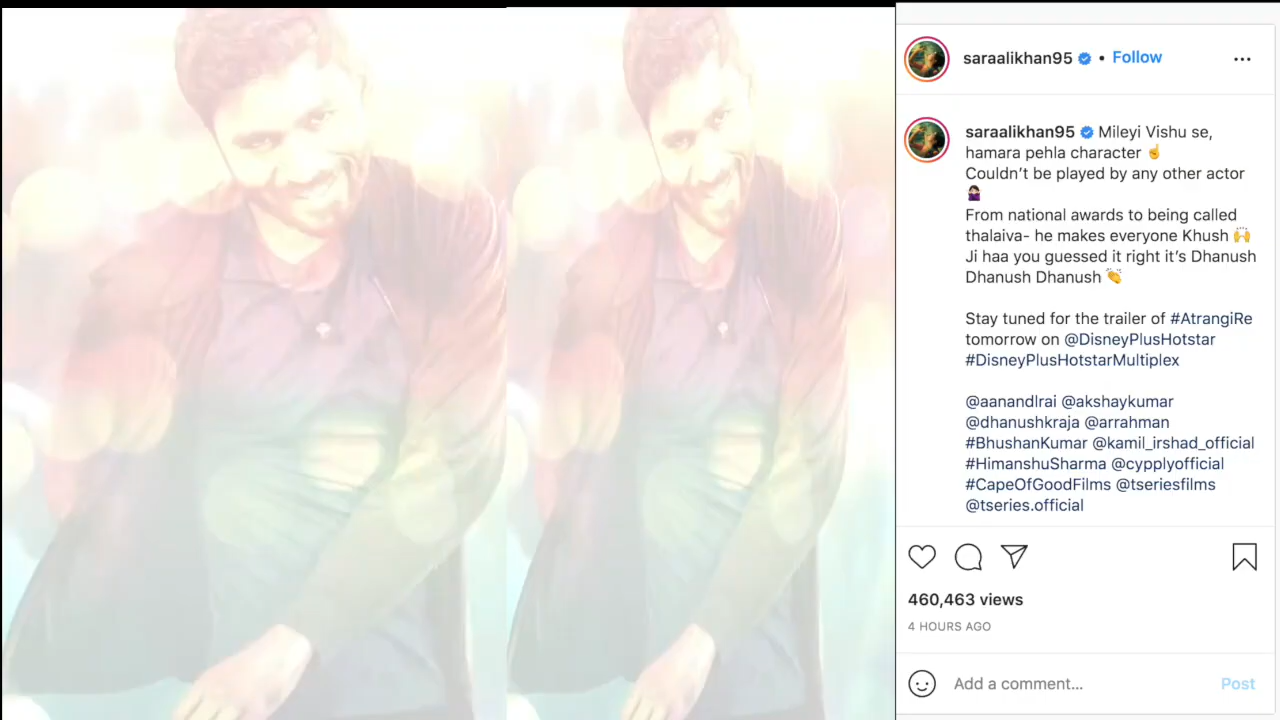 saraalikhan95 • Follow
saraalikhan95 Mileyi Vishu se,
hamara pehla character ☝
Couldn't be played by any other actor
🤷🏻‍♀️
From national awards to being called
thalaiva- he makes everyone Khush 🙌
Ji haa you guessed it right it's Dhanush
Dhanush Dhanush 👏
Stay tuned for the trailer of #AtrangiRe
tomorrow on @DisneyPlusHotstar
#DisneyPlusHotstarMultiplex
@aanandlrai @akshaykumar
@dhanushkraja @arrahman
#BhushanKumar @kamil_irshad_official
#HimanshuSharma @cypplyofficial
#CapeOfGoodFilms @tseriesfilms
@tseries.official
460,463 views
4 HOURS AGO
Add a comment... Post